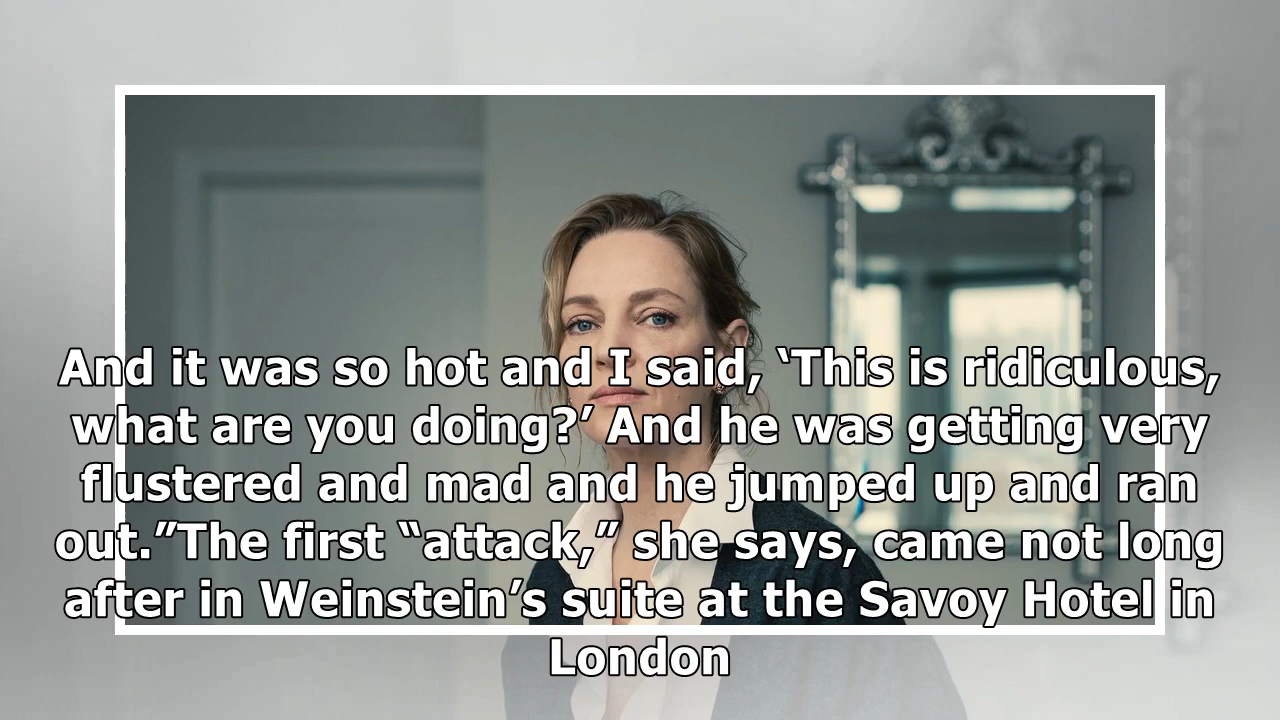 And it was so hot and I said, ‘This is ridiculous,
what are you doing?’ And he was getting very
flustered and mad and he jumped up and ran
out.”The first “attack,” she says, came not long
after in Weinstein’s suite at the Savoy Hotel in
London